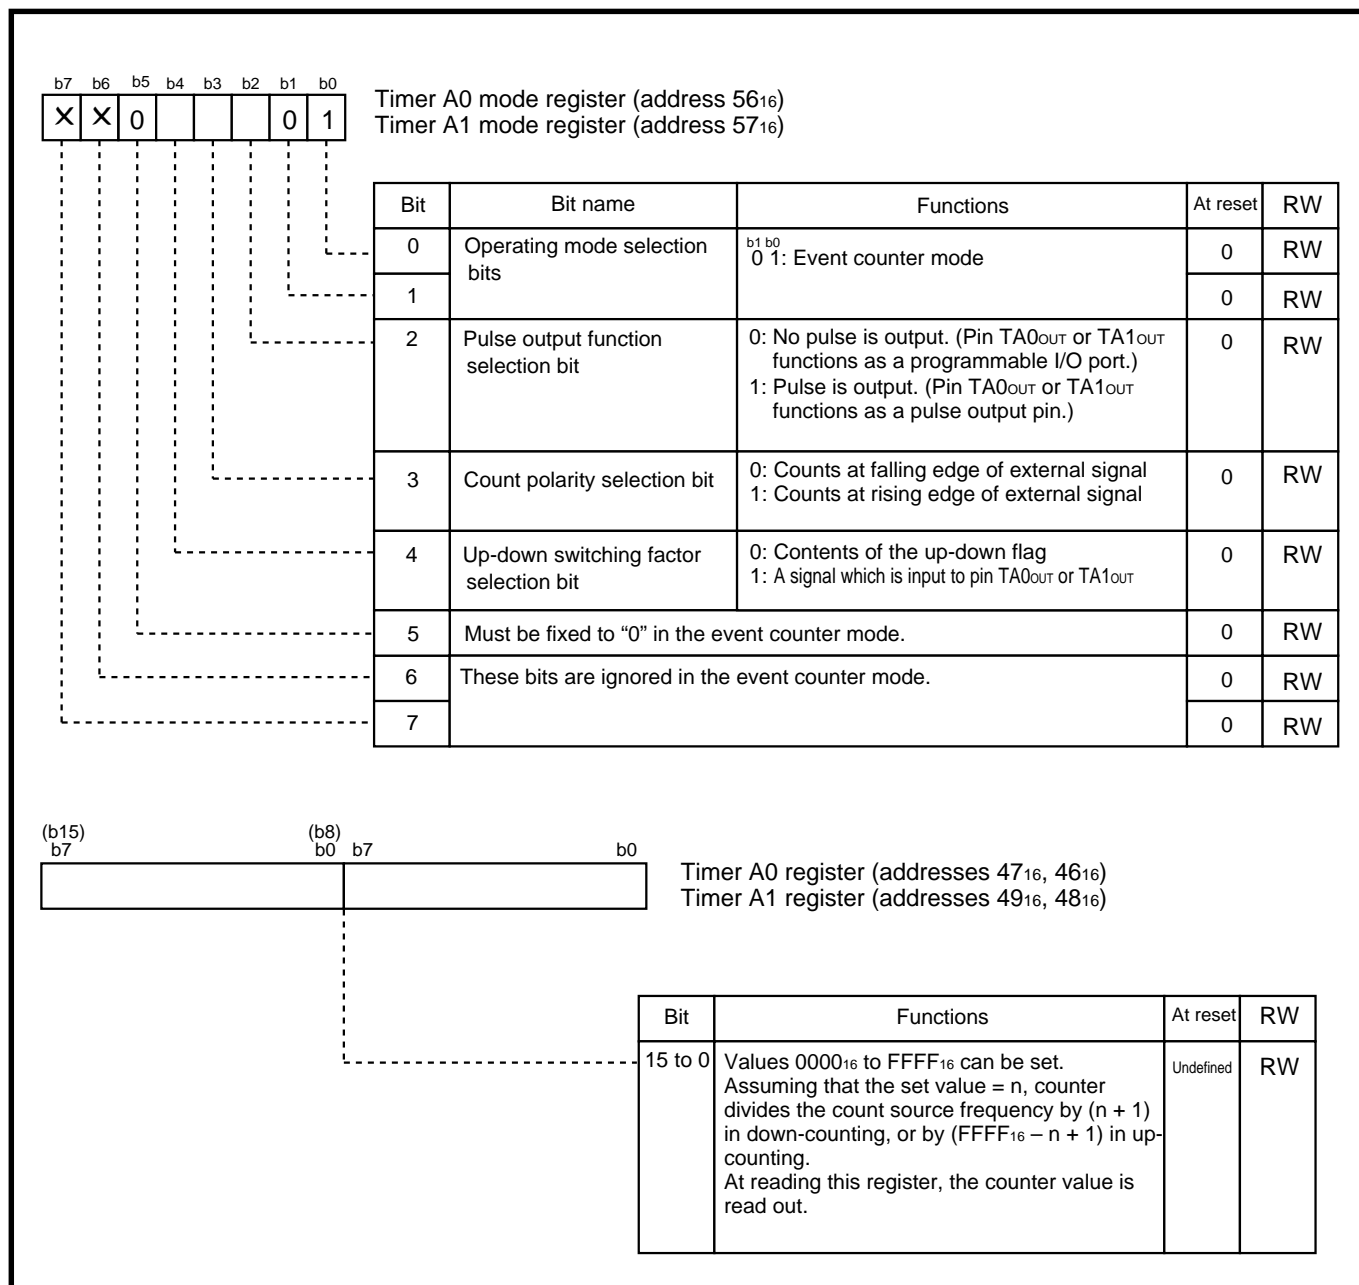 b7 b6 b5 b4 b3 b2 b1 b0
× × 0 0 1
Timer A0 mode register (address 5616)
Timer A1 mode register (address 5716)
Bit Bit name Functions At reset RW
0 Operating mode selection bits b1 b0 0 1: Event counter mode 0 RW
1 0 RW
2 Pulse output function selection bit 0: No pulse is output. (Pin TA0OUT or TA1OUT 0 RW
functions as a programmable I/O port.)
1: Pulse is output. (Pin TA0OUT or TA1OUT
functions as a pulse output pin.)
3 Count polarity selection bit 0: Counts at falling edge of external signal 0 RW
1: Counts at rising edge of external signal
4 Up-down switching factor selection bit 0: Contents of the up-down flag 0 RW
1: A signal which is input to pin TA0OUT or TA1OUT
5 Must be fixed to “0” in the event counter mode. 0 RW
6 These bits are ignored in the event counter mode. 0 RW
7 0 RW
(b15) (b8)
b7 b0 b7 b0
Timer A0 register (addresses 4716, 4616)
Timer A1 register (addresses 4916, 4816)
Bit Functions At reset RW
15 to 0 Values 000016 to FFFF16 can be set. Undefined RW
Assuming that the set value = n, counter
divides the count source frequency by (n + 1)
in down-counting, or by (FFFF16 – n + 1) in up-
counting.
At reading this register, the counter value is
read out.